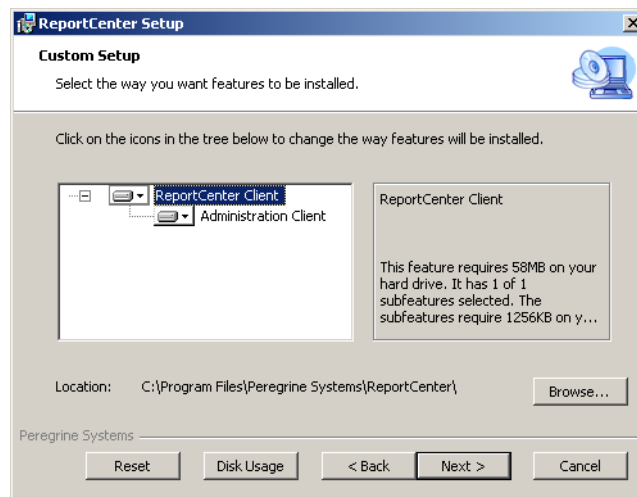 ReportCenter Setup
Custom Setup
Select the way you want features to be installed.
Click on the icons in the tree below to change the way features will be installed.
ReportCenter Client
Administration Client
ReportCenter Client
This feature requires 58MB on your
hard drive. It has 1 of 1
subfeatures selected. The
subfeatures require 1256KB on y...
Location: C:\Program Files\Peregrine Systems\ReportCenter\
Browse...
Peregrine Systems
Reset Disk Usage < Back Next > Cancel